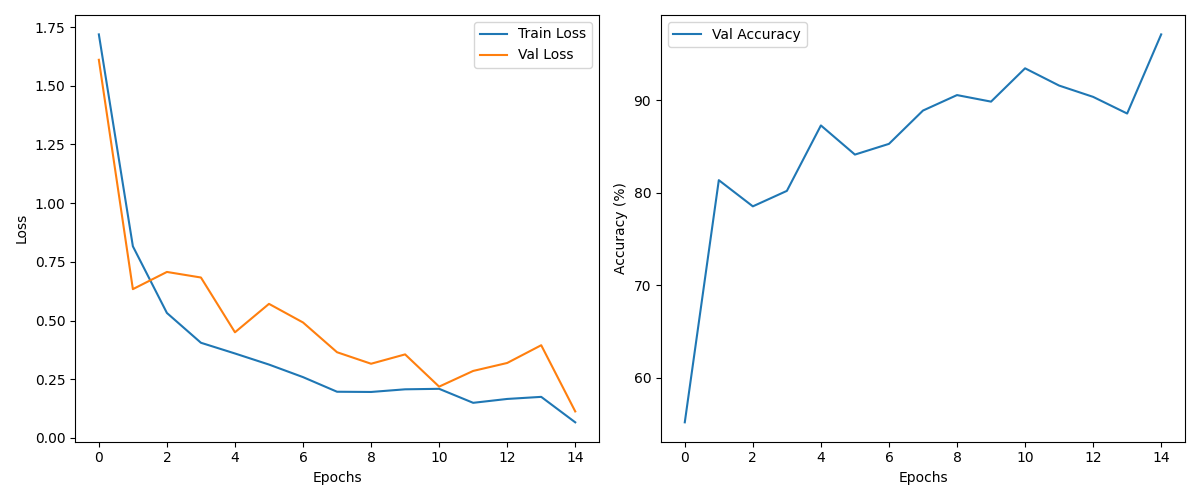 Train Loss
Val Loss
1.75
1.50
1.25
1.00
0.75
0.50
0.25
0.00
Loss
0 2 4 6 8 10 12 14
Epochs
Val Accuracy
90
80
70
60
Accuracy (%)
0 2 4 6 8 10 12 14
Epochs